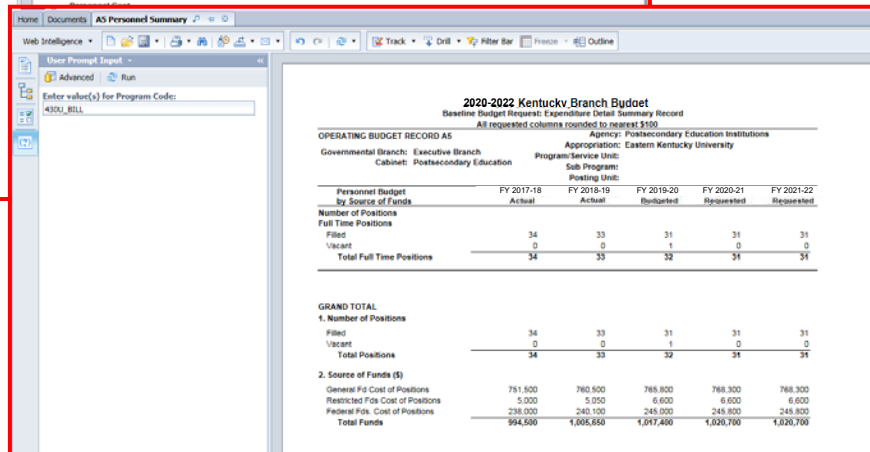 Personnel Cost
Home Documents A5 Personnel Summary
Web Intelligence Track Drill Filter Bar Freeze Outline
User Prompt Input
Advanced Run
Enter value(s) for Program Code:
430U_BILL
2020-2022 Kentucky Branch Budget
Baseline Budget Request: Expenditure Detail Summary Record
All requested columns rounded to nearest $100
OPERATING BUDGET RECORD A5 Agency: Postsecondary Education Institutions
Appropriation: Eastern Kentucky University
Governmental Branch: Executive Branch Program/Service Unit:
Cabinet: Postsecondary Education Sub Program:
Posting Unit:
Personnel Budget FY 2017-18 FY 2018-19 FY 2019-20 FY 2020-21 FY 2021-22
by Source of Funds Actual Actual Budgeted Requested Requested
Number of Positions
Full Time Positions
Filled 34 33 31 31 31
Vacant 0 0 1 0 0
Total Full Time Positions 34 33 32 31 31
GRAND TOTAL
1. Number of Positions
Filled 34 33 31 31 31
Vacant 0 0 1 0 0
Total Positions 34 33 32 31 31
2. Source of Funds ($)
General Fd Cost of Positions 751,500 760,500 765,800 768,300 768,300
Restricted Fds Cost of Positions 5,000 5,050 6,600 6,600 6,600
Federal Fds. Cost of Positions 238,000 240,100 245,000 245,800 245,800
Total Funds 994,500 1,005,650 1,017,400 1,020,700 1,020,700